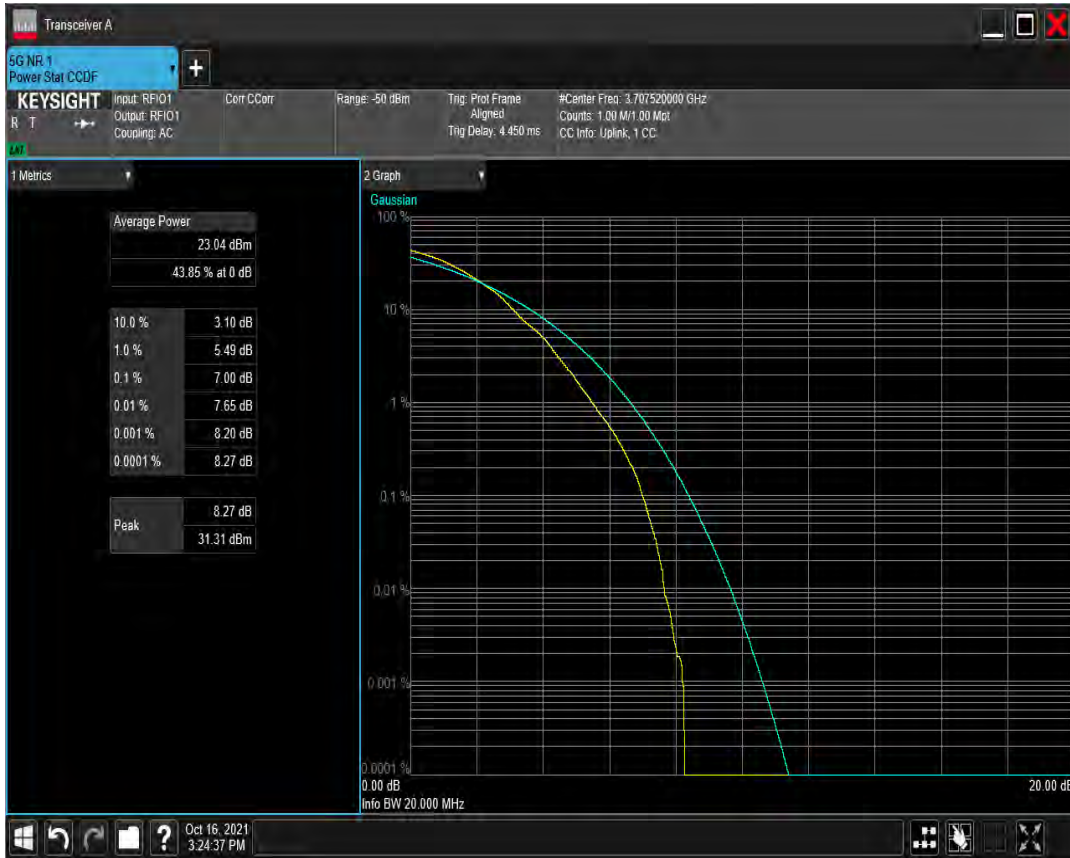 Transceiver A
5G NR 1
Power Stat CCDF
+
KEYSIGHT
R T
LXI
Input: RFIO1
Output: RFIO1
Coupling: AC
Corr CCorr
Range: -50 dBm
Trig: Prot Frame
Aligned
Trig Delay: 4.450 ms
#Center Freq: 3.707520000 GHz
Counts: 1.00 M/1.00 Mpt
CC Info: Uplink, 1 CC
1 Metrics
Average Power
23.04 dBm
43.85 % at 0 dB
10.0 % 3.10 dB
1.0 % 5.49 dB
0.1 % 7.00 dB
0.01 % 7.65 dB
0.001 % 8.20 dB
0.0001 % 8.27 dB
Peak
8.27 dB
31.31 dBm
2 Graph
Gaussian
100 %
10 %
1 %
0.1 %
0.01 %
0.001 %
0.0001 %
0.00 dB
20.00 dB
Info BW 20.000 MHz
?
Oct 16, 2021
3:24:37 PM